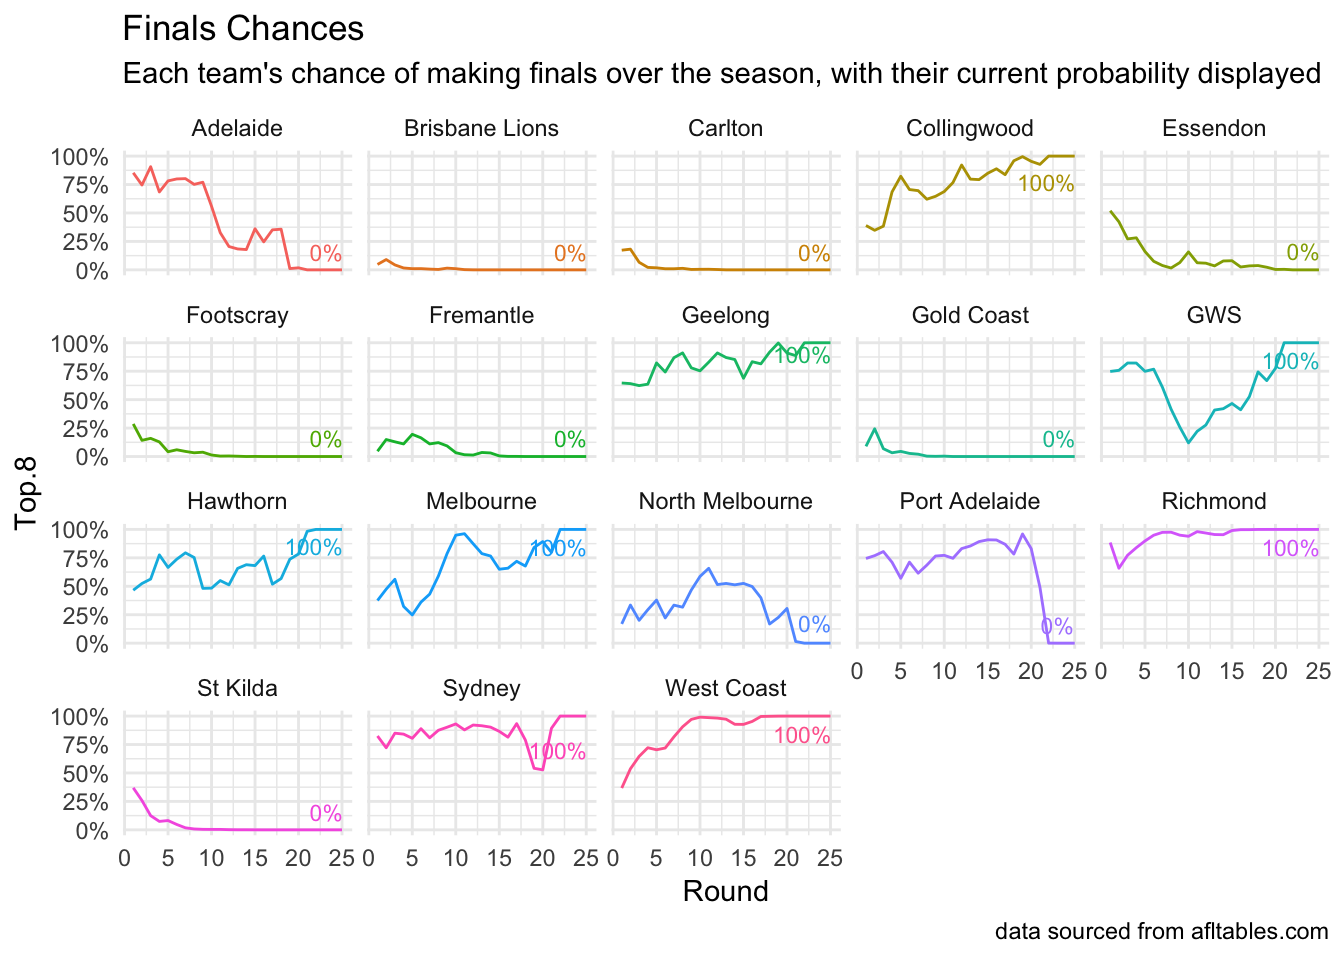 Finals Chances
Each team's chance of making finals over the season, with their current probability displayed
Adelaide Brisbane Lions Carlton Collingwood Essendon
100%
75% 100%
50%
25% 0% 0% 0% 0%
0%
Footscray Fremantle Geelong Gold Coast GWS
100% 100% 100%
75%
50%
25% 0% 0% 0%
0%
Top.8
Hawthorn Melbourne North Melbourne Port Adelaide Richmond
100%
75% 100% 100% 100%
50%
25% 0% 0%
0%
0 5 10 15 20 25 0 5 10 15 20 25
St Kilda Sydney West Coast
100%
75% 100% 100%
50%
25% 0%
0%
0 5 10 15 20 25 0 5 10 15 20 25 0 5 10 15 20 25
Round
data sourced from afltables.com